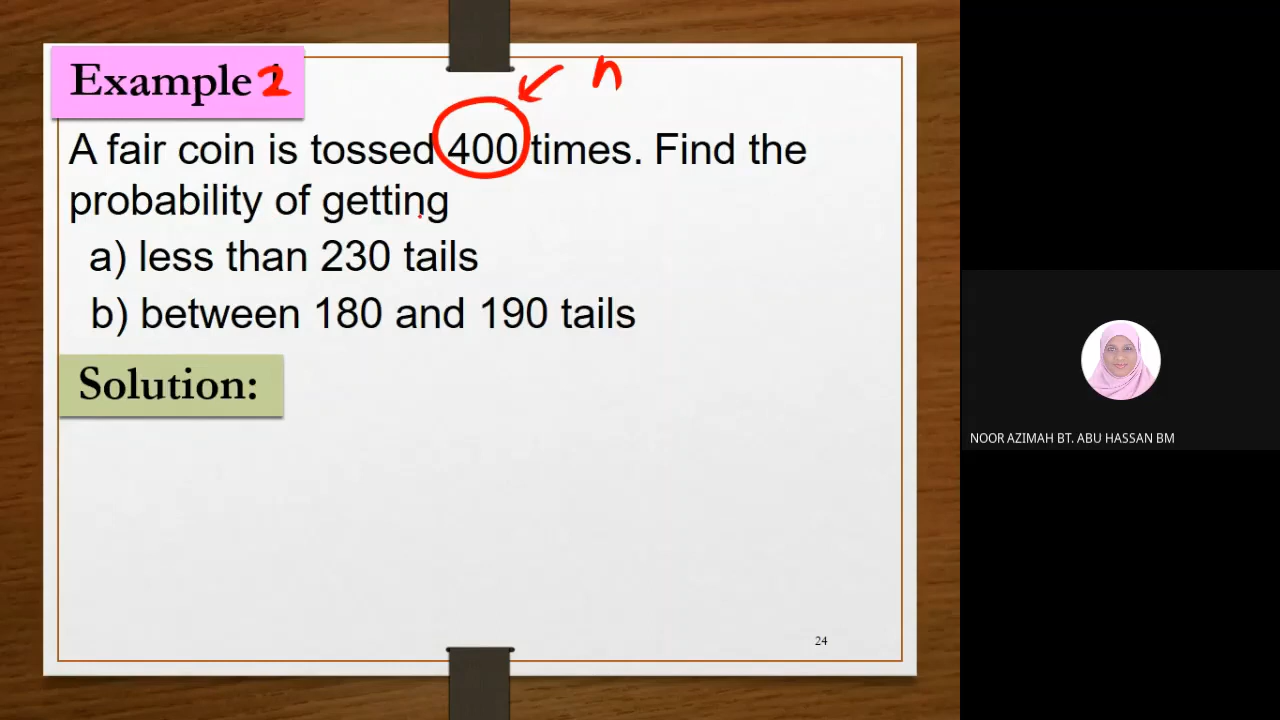 Example 2
n
A fair coin is tossed 400 times. Find the
probability of getting
a) less than 230 tails
b) between 180 and 190 tails
Solution:
NOOR AZIMAH BT. ABU HASSAN BM
24